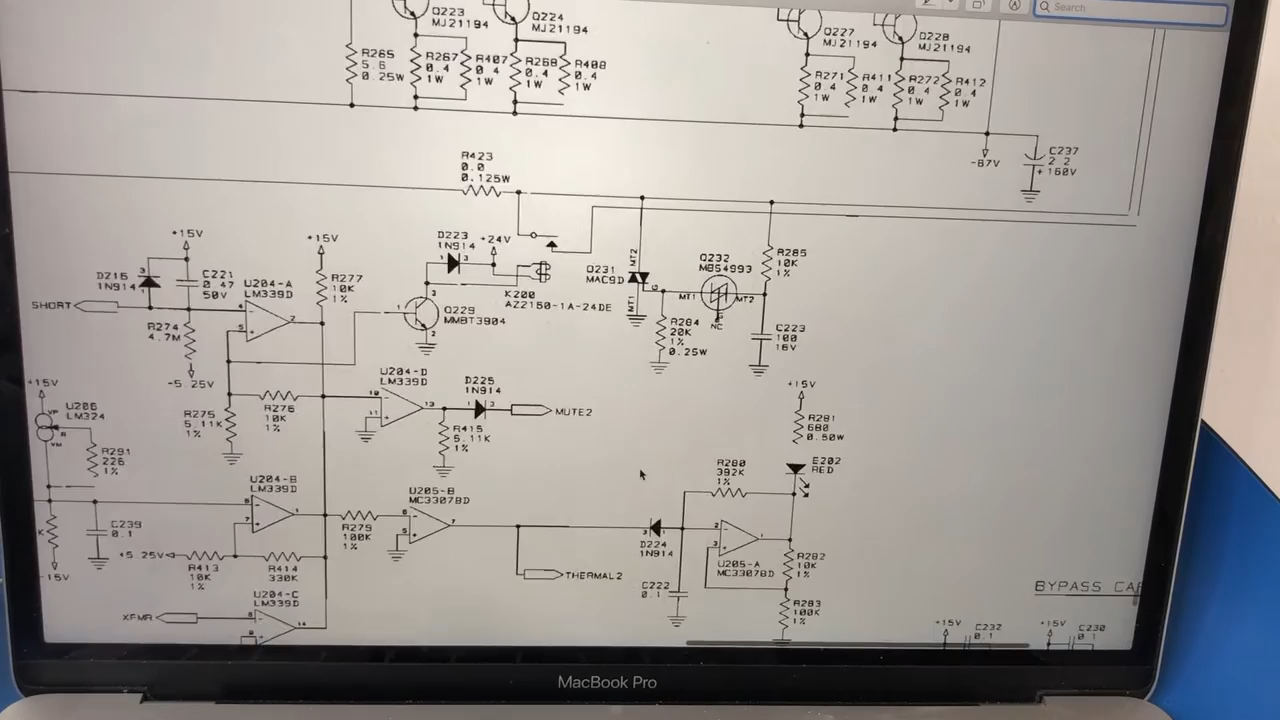 Search
Q223
MJ21194
Q224
MJ21194
Q227
MJ21194
Q228
MJ21194
R265
5.6
0.25W
R267
0.4
1W
R407
0.4
1W
R268
0.4
1W
R408
0.4
1W
R271
0.4
1W
R411
0.4
1W
R272
0.4
1W
R412
0.4
1W
-87V
C237
2.2
+ 160V
R423
0.0
0.125W
+15V
+15V
D223
1N914
+24V
D216
1N914
C221
0.47
50V
U204-A
LM339D
R277
10K
1%
K200
AZ2150-1A-24DE
Q231
MAC9D
MT2
MT1
Q232
MBS4993
MT1
MT2
NC
R285
10K
1%
SHORT
R274
4.7M
-5.25V
Q229
MMBT3904
R284
20K
1%
0.25W
C223
100
16V
+15V
U206
LM324
R291
226
1%
R275
5.11K
1%
R276
10K
1%
U204-D
LM339D
D225
1N914
MUTE2
R415
5.11K
1%
+15V
R281
680
0.50W
E202
RED
R280
392K
1%
U204-B
LM339D
U205-B
MC33078D
C239
0.1
R279
100K
1%
D224
1N914
U205-A
MC33078D
R282
10K
1%
+5.25V
R413
10K
1%
R414
330K
THERMAL2
C222
0.1
R283
100K
1%
K
-15V
U204-C
LM339D
XFMR
BYPASS CA
+15V
C232
0.1
+15V
C230
0.1
MacBook Pro